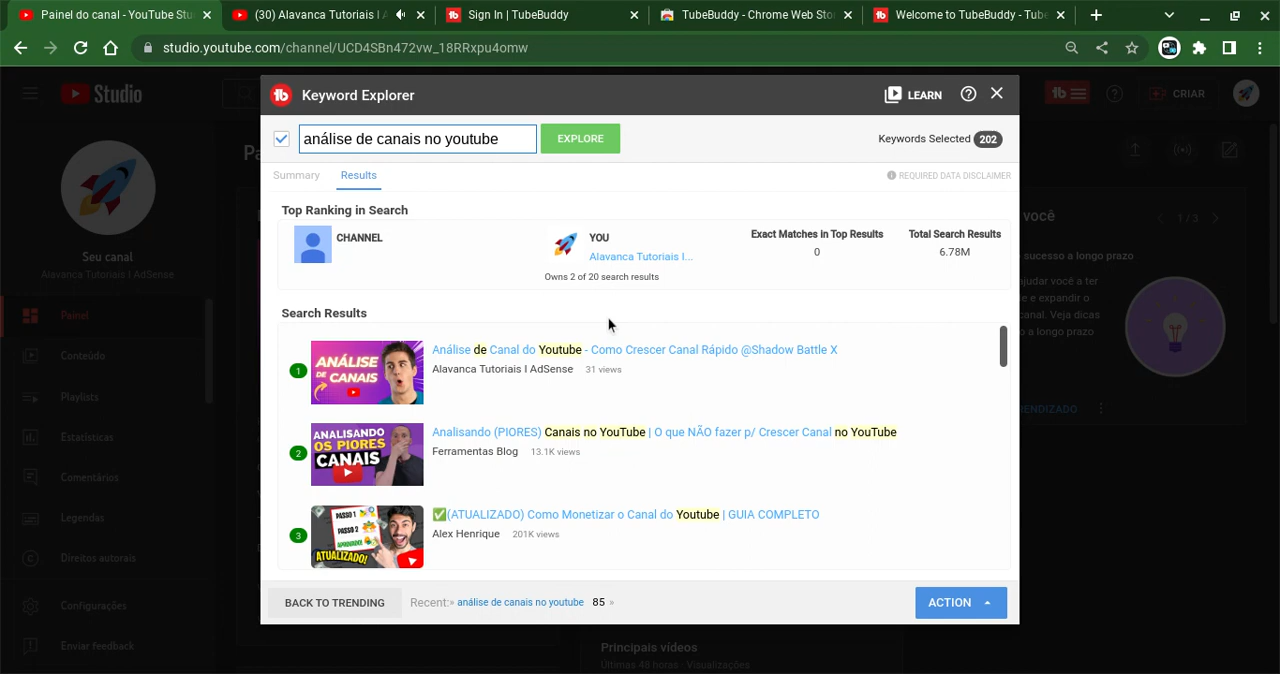 Painel do canal - YouTube Stu
(30) Alavanca Tutoriais I A
Sign In | TubeBuddy
TubeBuddy - Chrome Web Sto
Welcome to TubeBuddy - Tube
studio.youtube.com/channel/UCD4SBn472vw_18RRxpu4omw
Studio
tb
Keyword Explorer
LEARN
CRIAR
análise de canais no youtube
EXPLORE
Keywords Selected 202
Summary
Results
REQUIRED DATA DISCLAIMER
Top Ranking in Search
CHANNEL
YOU
Alavanca Tutoriais I...
Owns 2 of 20 search results
Exact Matches in Top Results
0
Total Search Results
6.78M
Search Results
1
ANÁLISE
DE CANAIS
Análise de Canal do Youtube - Como Crescer Canal Rápido @Shadow Battle X
Alavanca Tutoriais I AdSense 31 views
2
ANALISANDO
OS PIORES
CANAIS
Analisando (PIORES) Canais no YouTube | O que NÃO fazer p/ Crescer Canal no YouTube
Ferramentas Blog 13.1K views
3
PASSO 1
PASSO 2
ATUALIZADO!
✅(ATUALIZADO) Como Monetizar o Canal do Youtube | GUIA COMPLETO
Alex Henrique 201K views
BACK TO TRENDING
Recent:» análise de canais no youtube 85 »
ACTION
Seu canal
Alavanca Tutoriais I AdSense
Painel
Conteúdo
Playlists
Estatísticas
Comentários
Legendas
Direitos autorais
Configurações
Enviar feedback
Pa
você
1 / 3
sucesso a longo prazo
ajudar você a ter
e expandir o
canal. Veja dicas
o a longo prazo
Principais vídeos
Últimas 48 horas · Visualizações